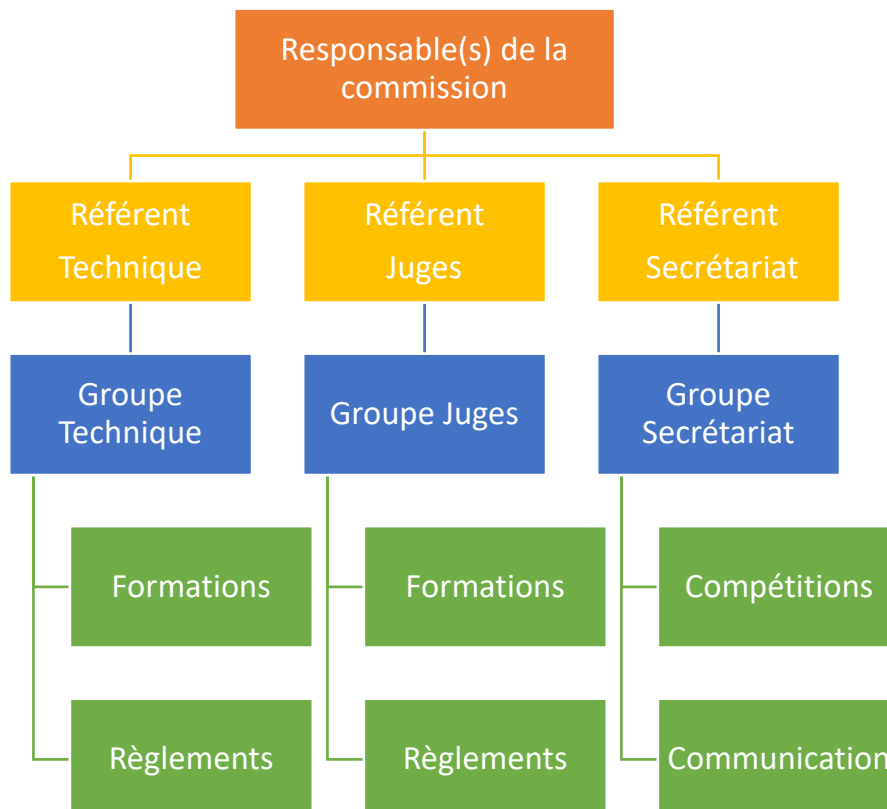 Responsable(s) de la
commission
Référent
Technique
Référent
Juges
Référent
Secrétariat
Groupe
Technique
Groupe Juges
Groupe
Secrétariat
Formations
Formations
Compétitions
Règlements
Règlements
Communication